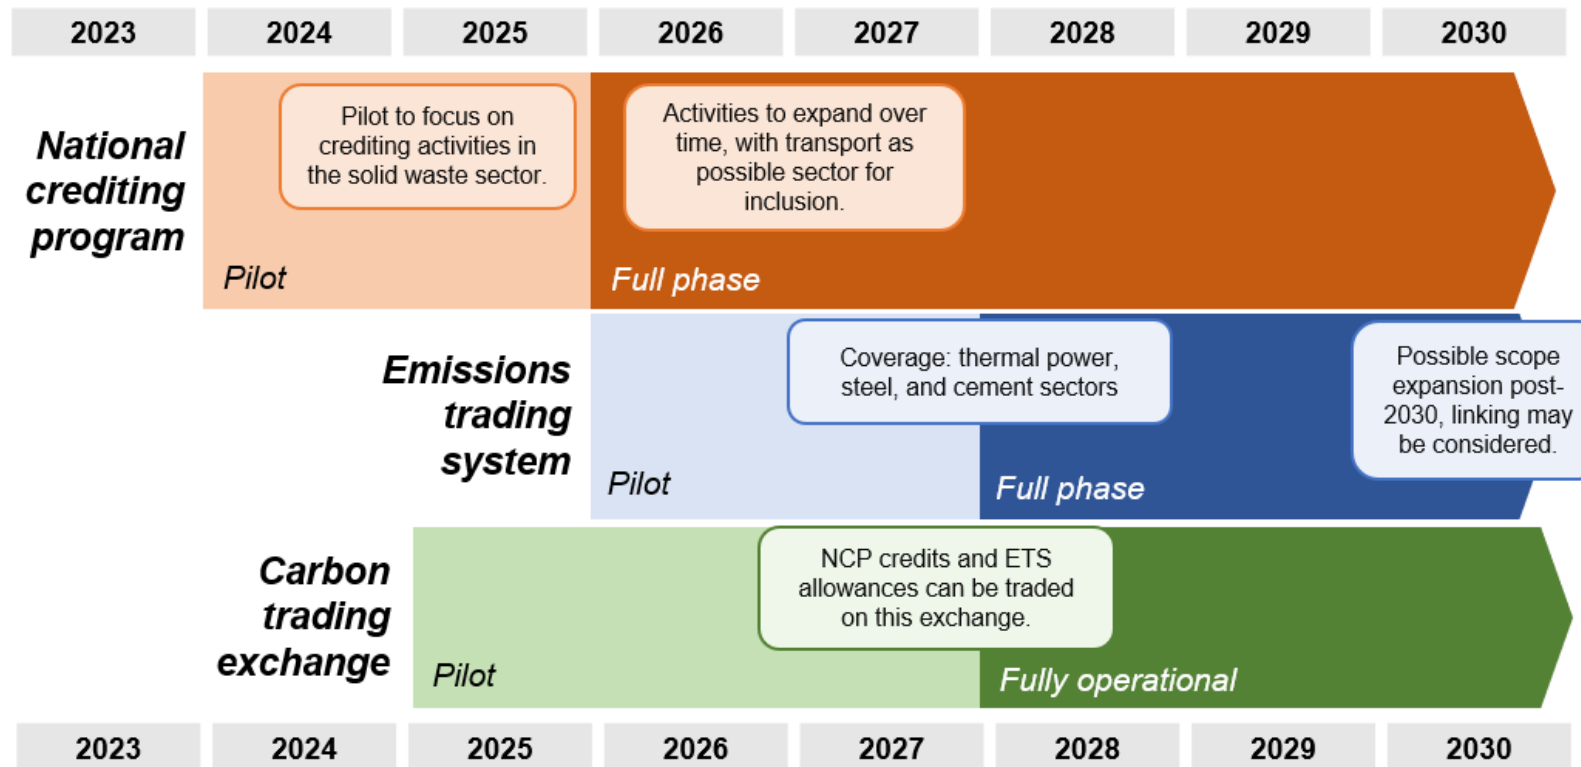 2023 2024 2025 2026 2027 2028 2029 2030
National
crediting
program
Pilot to focus on
crediting activities in
the solid waste sector.
Pilot
Activities to expand over
time, with transport as
possible sector for
inclusion.
Full phase
Emissions
trading
system
Pilot
Coverage: thermal power,
steel, and cement sectors
Full phase
Possible scope
expansion post-
2030, linking may
be considered.
Carbon
trading
exchange
Pilot
NCP credits and ETS
allowances can be traded
on this exchange.
Fully operational
2023 2024 2025 2026 2027 2028 2029 2030